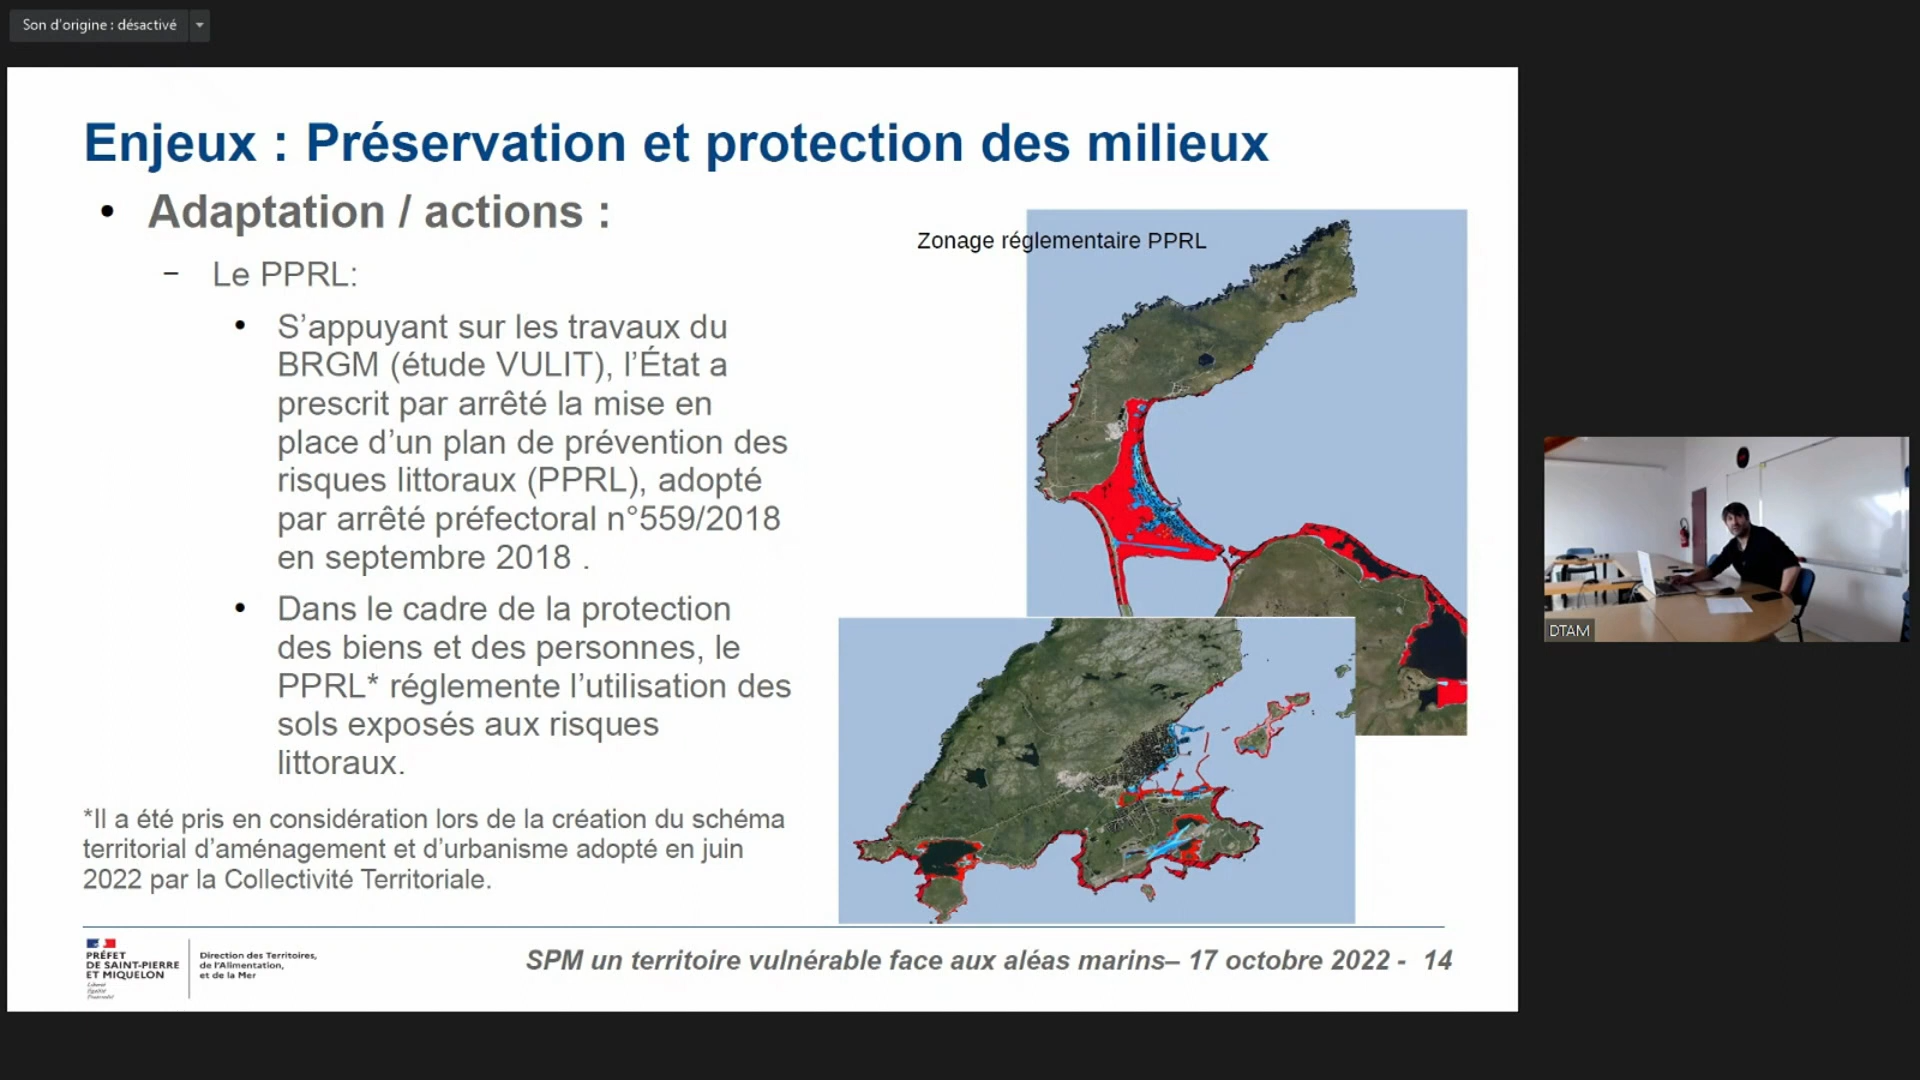 Son d'origine : désactivé
Enjeux : Préservation et protection des milieux
• Adaptation / actions :
– Le PPRL:
• S’appuyant sur les travaux du
BRGM (étude VULIT), l’État a
prescrit par arrêté la mise en
place d’un plan de prévention des
risques littoraux (PPRL), adopté
par arrêté préfectoral n°559/2018
en septembre 2018 .
• Dans le cadre de la protection
des biens et des personnes, le
PPRL* réglemente l’utilisation des
sols exposés aux risques
littoraux.
*Il a été pris en considération lors de la création du schéma
territorial d’aménagement et d’urbanisme adopté en juin
2022 par la Collectivité Territoriale.
Zonage réglementaire PPRL
DTAM
PRÉFET
DE SAINT-PIERRE
ET MIQUELON
Liberté
Égalité
Fraternité
Direction des Territoires,
de l'Alimentation,
et de la Mer
SPM un territoire vulnérable face aux aléas marins– 17 octobre 2022 - 14